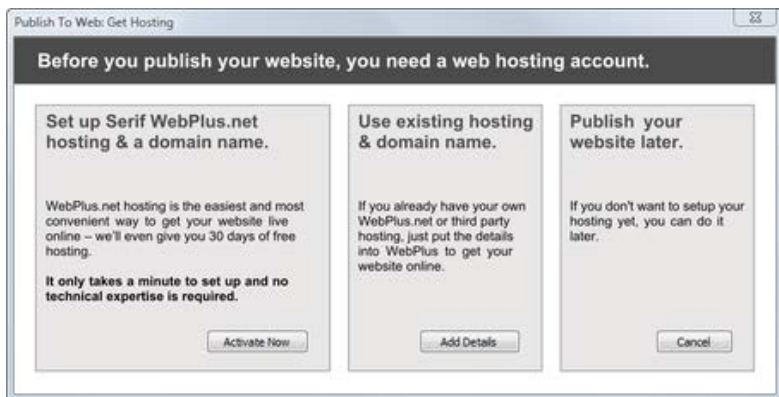 Publish To Web: Get Hosting
Before you publish your website, you need a web hosting account.
Set up Serif WebPlus.net
hosting & a domain name.
WebPlus.net hosting is the easiest and most
convenient way to get your website live
online – we'll even give you 30 days of free
hosting.
It only takes a minute to set up and no
technical expertise is required.
Activate Now
Use existing hosting
& domain name.
If you already have your own
WebPlus.net or third party
hosting, just put the details
into WebPlus to get your
website online.
Add Details
Publish your
website later.
If you don't want to setup your
hosting yet, you can do it
later.
Cancel